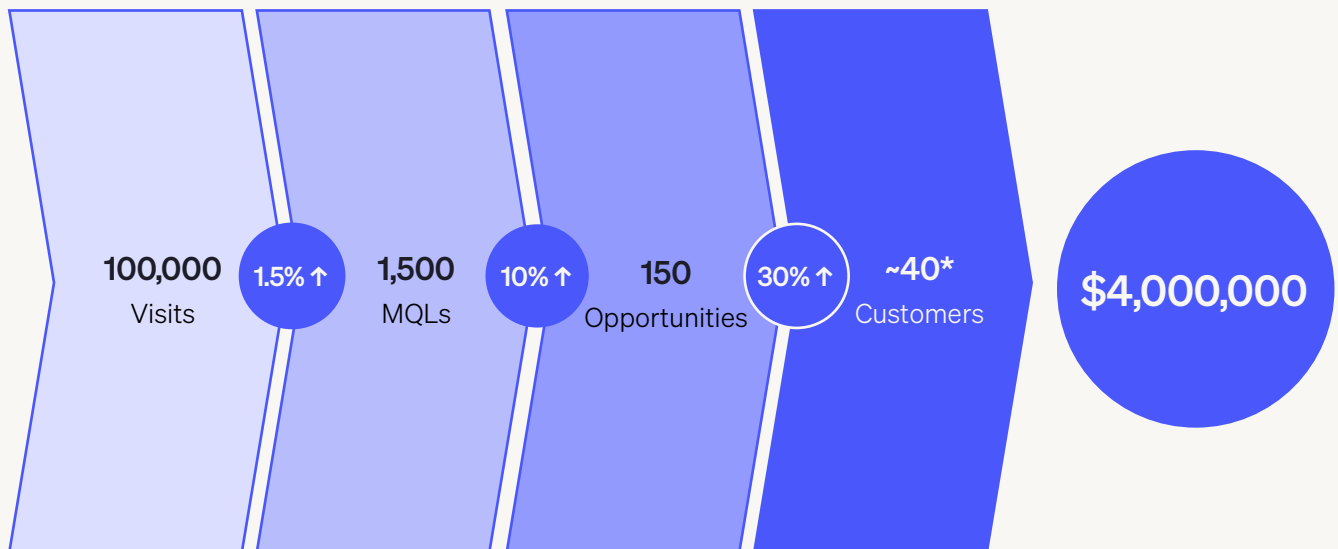 100,000
Visits
1.5% ↑
1,500
MQLs
10% ↑
150
Opportunities
30% ↑
~40*
Customers
$4,000,000